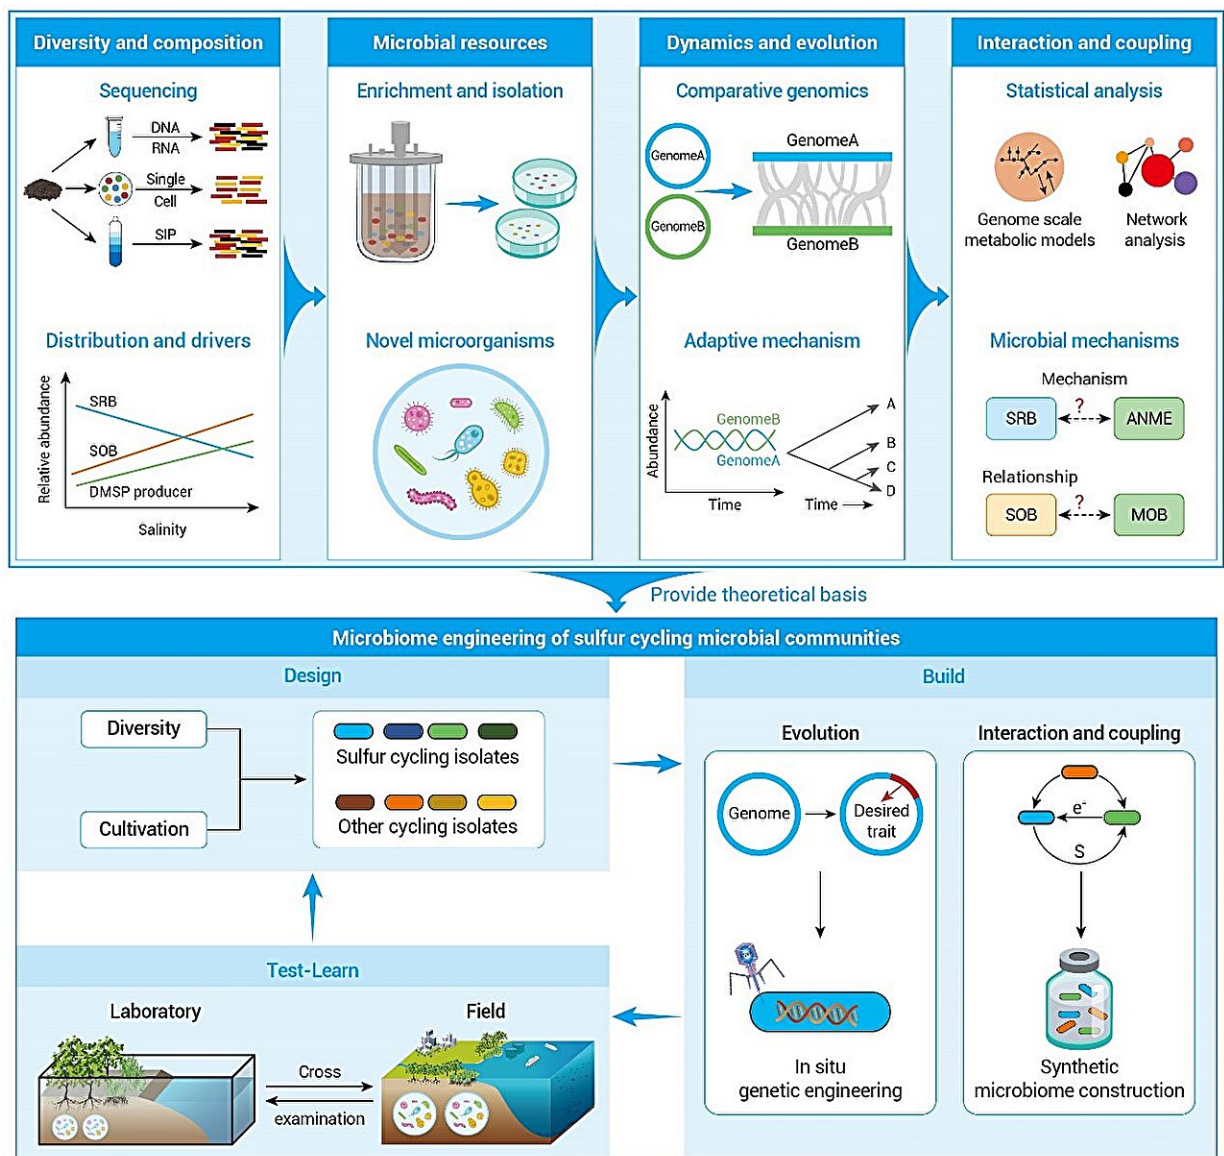 Diversity and composition
Sequencing
DNA
RNA
Single
Cell
SIP
Distribution and drivers
Relative abundance
SRB
SOB
DMSP producer
Salinity
Microbial resources
Enrichment and isolation
Novel microorganisms
Dynamics and evolution
Comparative genomics
GenomeA
GenomeB
GenomeA
GenomeB
Adaptive mechanism
Abundance
GenomeB
GenomeA
Time
Time
A
B
C
D
Interaction and coupling
Statistical analysis
Genome scale
metabolic models
Network
analysis
Microbial mechanisms
Mechanism
SRB
?
ANME
Relationship
SOB
?
MOB
Provide theoretical basis
Microbiome engineering of sulfur cycling microbial communities
Design
Diversity
Cultivation
Sulfur cycling isolates
Other cycling isolates
Build
Evolution
Genome
Desired
trait
In situ
genetic engineering
Interaction and coupling
e-
S
Synthetic
microbiome construction
Test-Learn
Laboratory
Cross
examination
Field